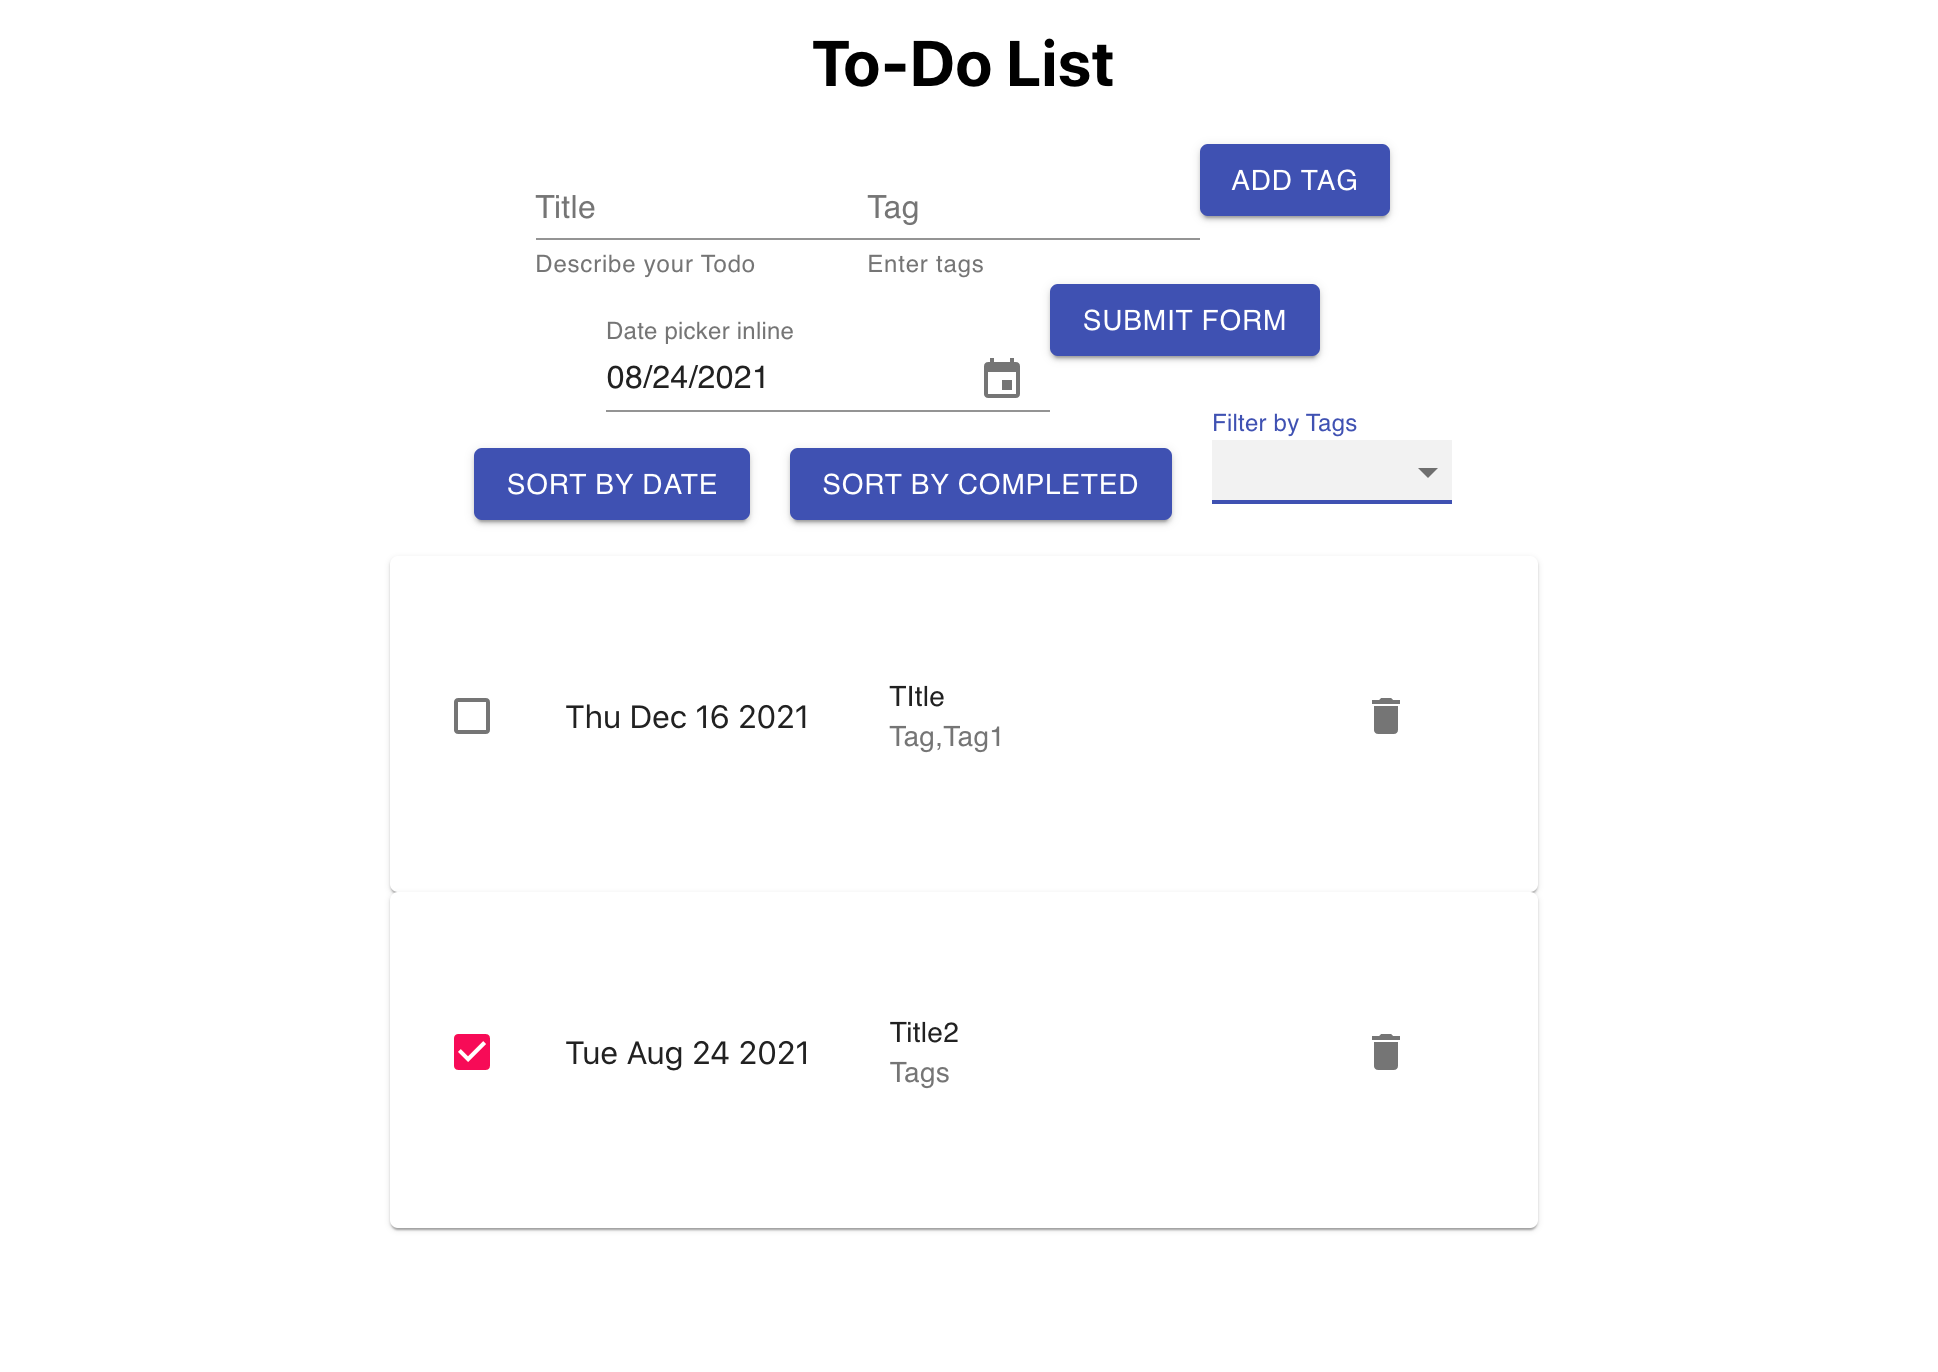 To-Do List
ADD TAG
Title
Tag
Describe your Todo
Enter tags
SUBMIT FORM
Date picker inline
08/24/2021
Filter by Tags
SORT BY DATE
SORT BY COMPLETED
TItle
Thu Dec 16 2021
Tag,Tag1
Title2
Tue Aug 24 2021
Tags